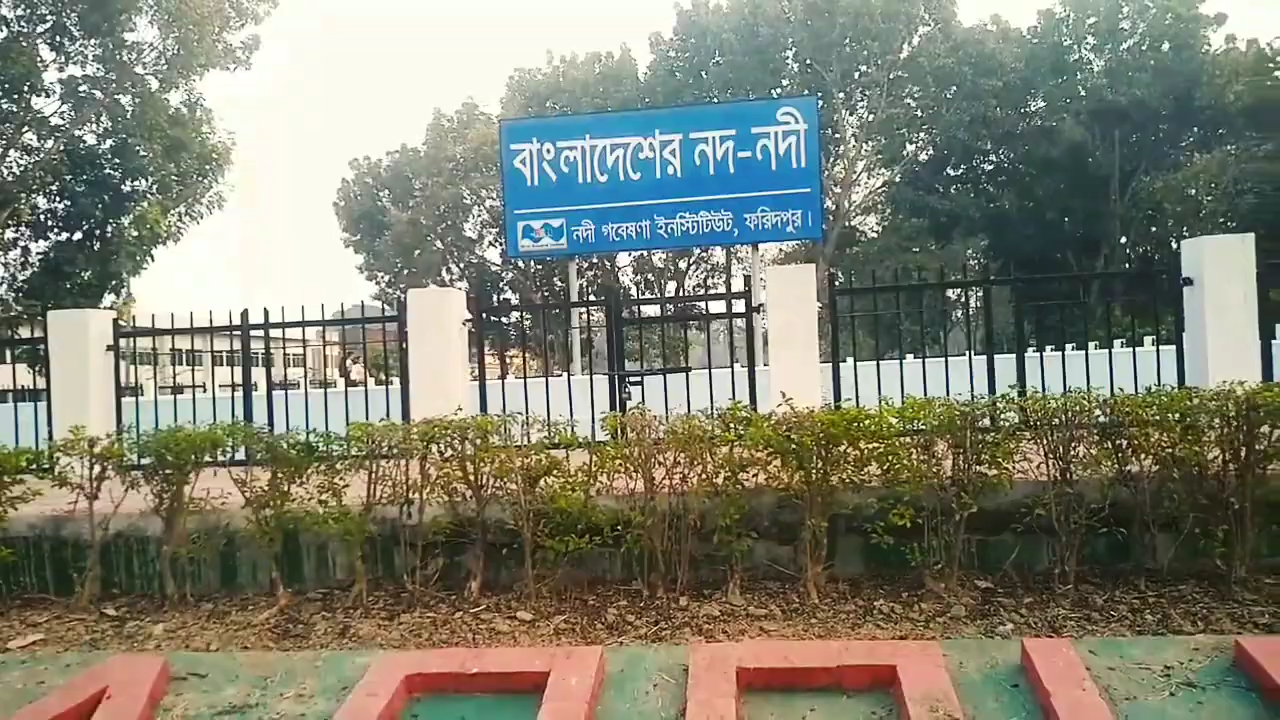 বাংলাদেশের নদ-নদী
নদী গবেষণা ইনস্টিটিউট, ফরিদপুর।